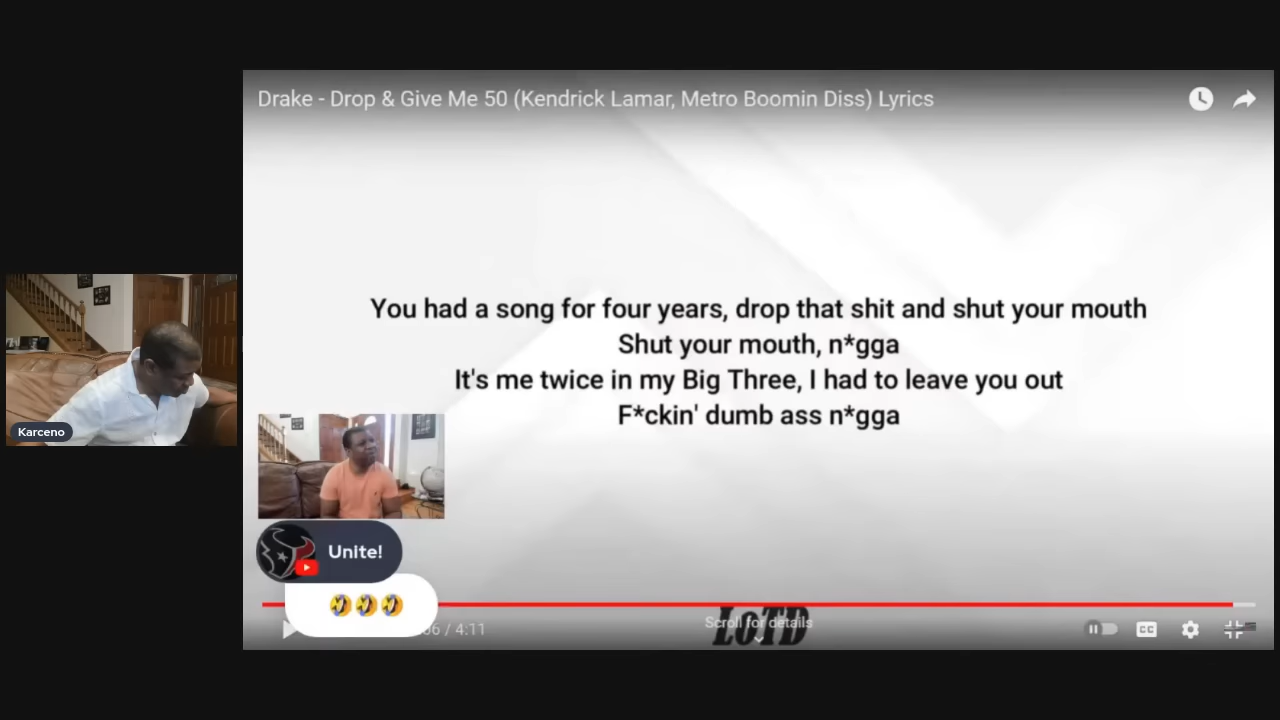 Drake - Drop & Give Me 50 (Kendrick Lamar, Metro Boomin Diss) Lyrics
You had a song for four years, drop that shit and shut your mouth
Shut your mouth, n*gga
It's me twice in my Big Three, I had to leave you out
F*ckin' dumb ass n*gga
Karceno
Unite!
🤣🤣🤣
06 / 4:11
Scroll for details
LoTD
CC